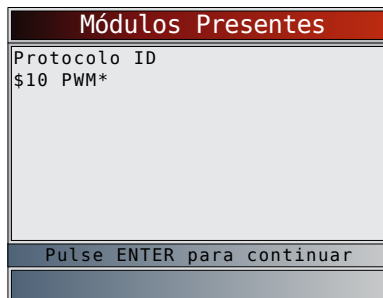 Módulos Presentes
Protocolo ID
$10 PWM*
Pulse ENTER para continuar